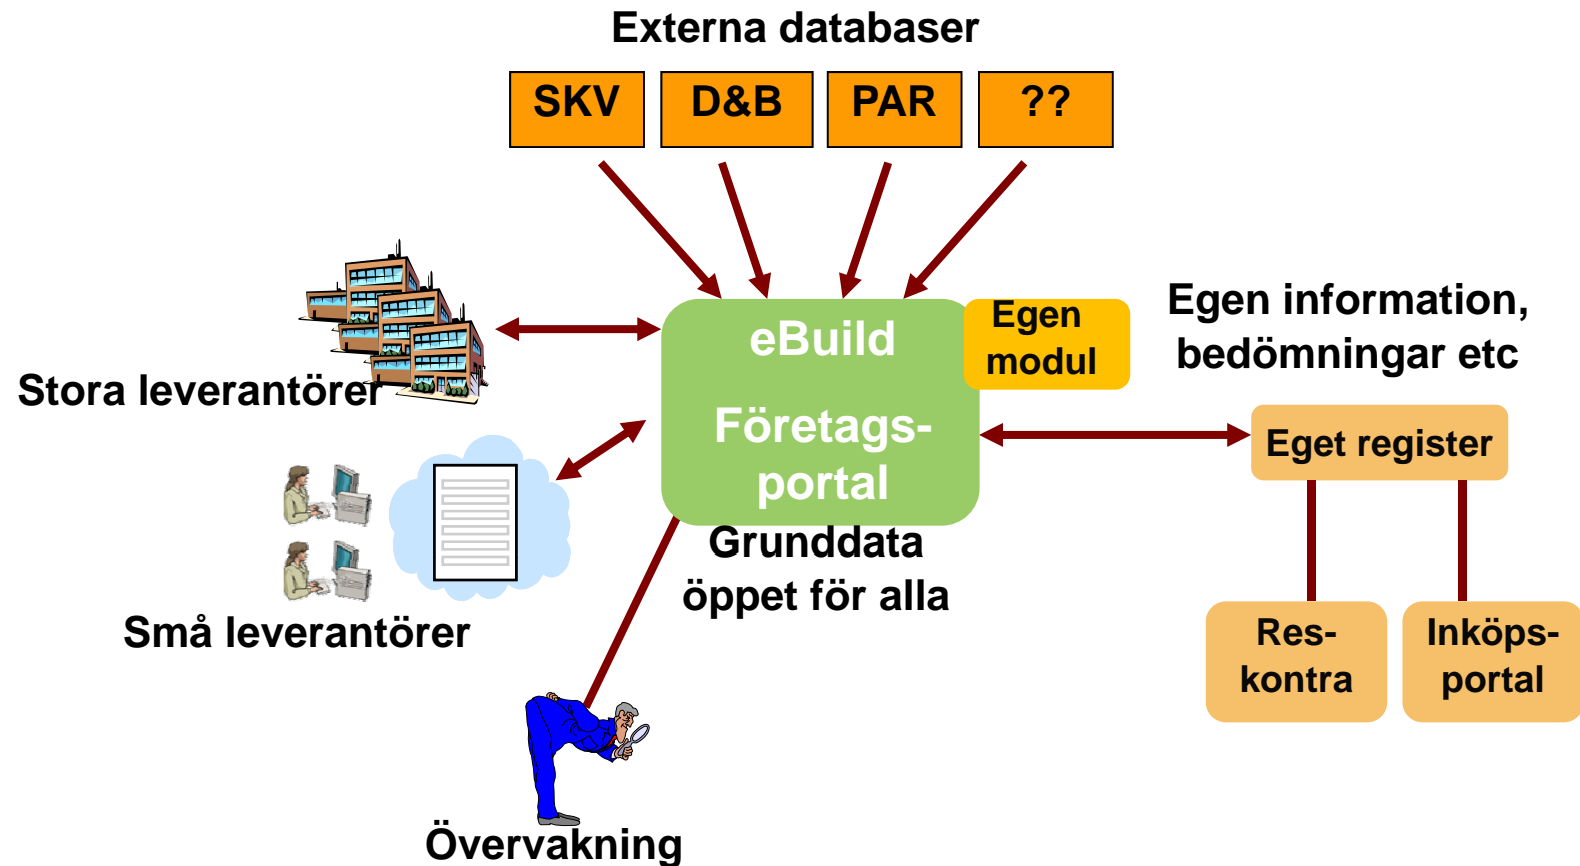 Externa databaser
SKV
D&B
PAR
??
eBuild
Företags-
portal
Egen
modul
Egen information,
bedömningar etc
Stora leverantörer
Eget register
Grunddata
öppet för alla
Små leverantörer
Res-
kontra
Inköps-
portal
Övervakning